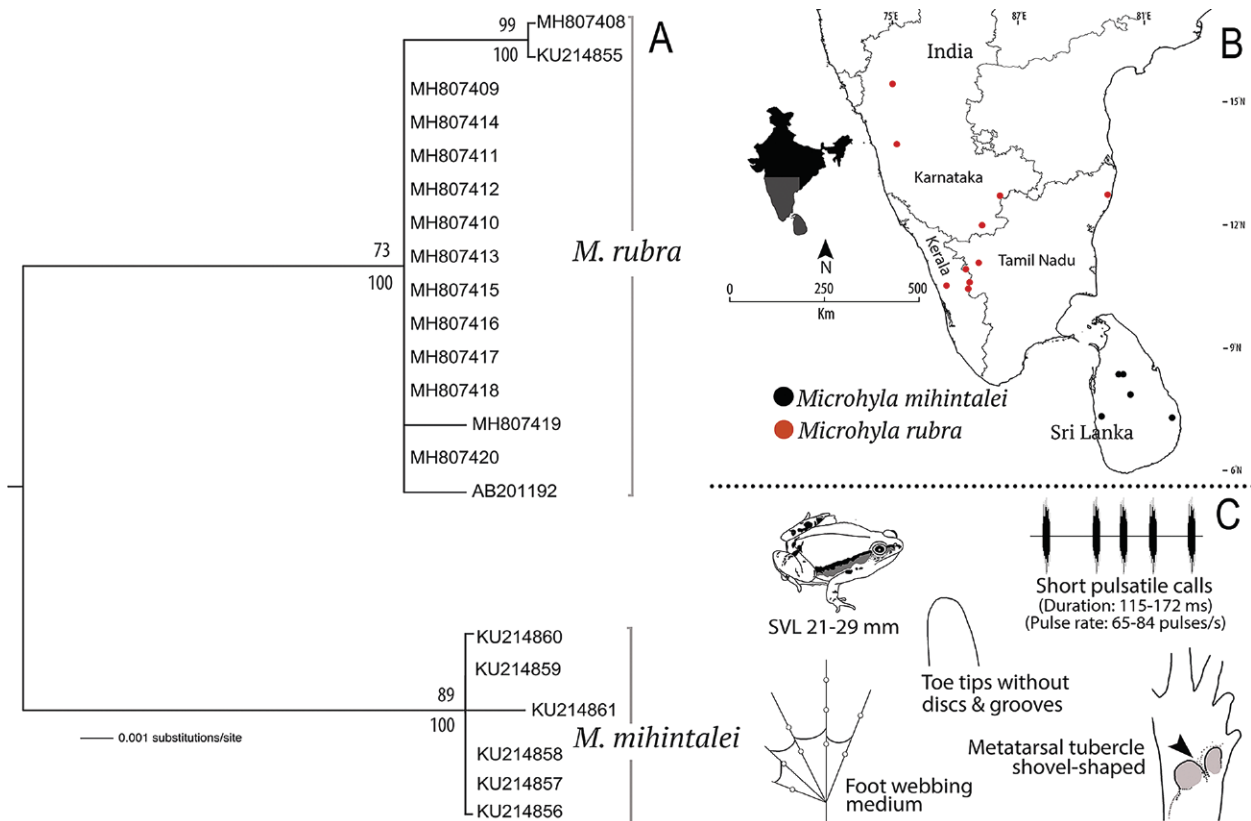 A
99
MH807408
100
KU214855
MH807409
MH807414
MH807411
MH807412
MH807410
73
MH807413
100
M. rubra
MH807415
MH807416
MH807417
MH807418
MH807419
MH807420
AB201192
KU214860
KU214859
89
KU214861
100
M. mihintalei
0.001 substitutions/site
KU214858
KU214857
KU214856
B
75°E
87°E
81°E
India
15°N
Karnataka
12°N
Kerala
Tamil Nadu
N
0
250
500
Km
9°N
Microhyla mihintalei
Microhyla rubra
Sri Lanka
6°N
C
Short pulsatile calls
(Duration: 115-172 ms)
(Pulse rate: 65-84 pulses/s)
SVL 21-29 mm
Toe tips without
discs & grooves
Metatarsal tubercle
shovel-shaped
Foot webbing
medium